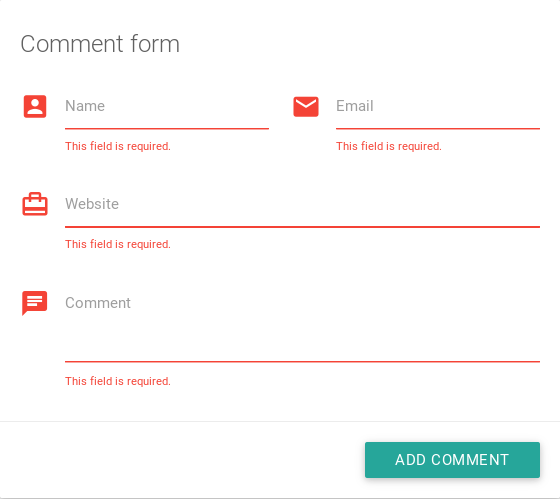 Comment form
Name
Email
This field is required.
This field is required.
Website
This field is required.
Comment
This field is required.
ADD COMMENT